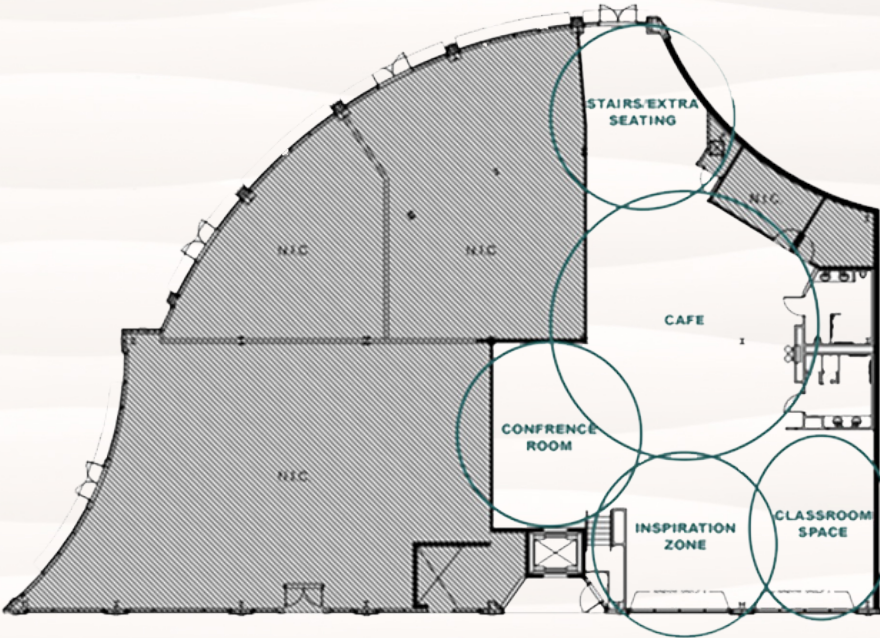 STAIRS/EXTRA
SEATING
N.I.C.
N.I.C
N.I.C
CAFE
CONFRENCE
ROOM
N.I.C.
INSPIRATION
ZONE
CLASSROOM
SPACE